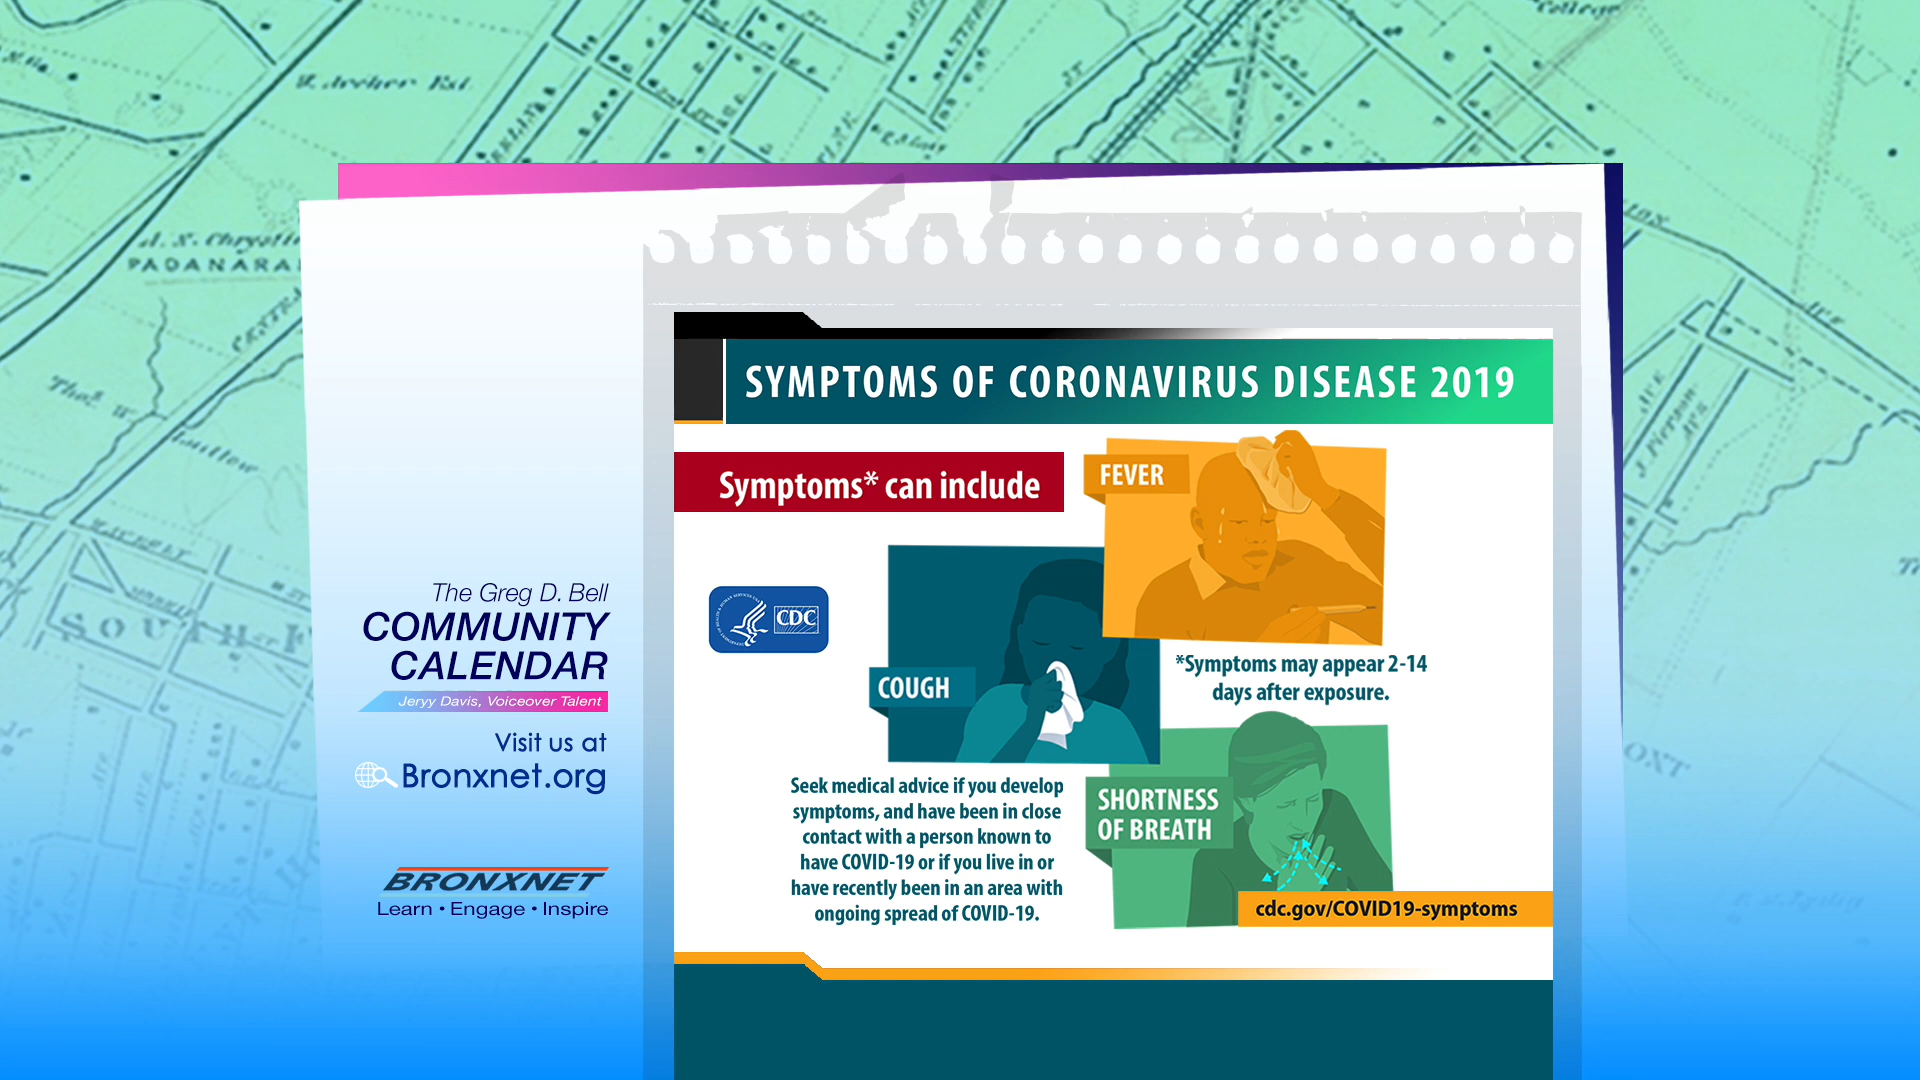 College
PADANARA
The Greg D. Bell
COMMUNITY
CALENDAR
Jeryy Davis, Voiceover Talent
Visit us at
Bronxnet.org
BRONXNET
Learn • Engage • Inspire
SYMPTOMS OF CORONAVIRUS DISEASE 2019
Symptoms* can include
FEVER
CDC
COUGH
*Symptoms may appear 2-14
days after exposure.
Seek medical advice if you develop
symptoms, and have been in close
contact with a person known to
have COVID-19 or if you live in or
have recently been in an area with
ongoing spread of COVID-19.
SHORTNESS
OF BREATH
cdc.gov/COVID19-symptoms